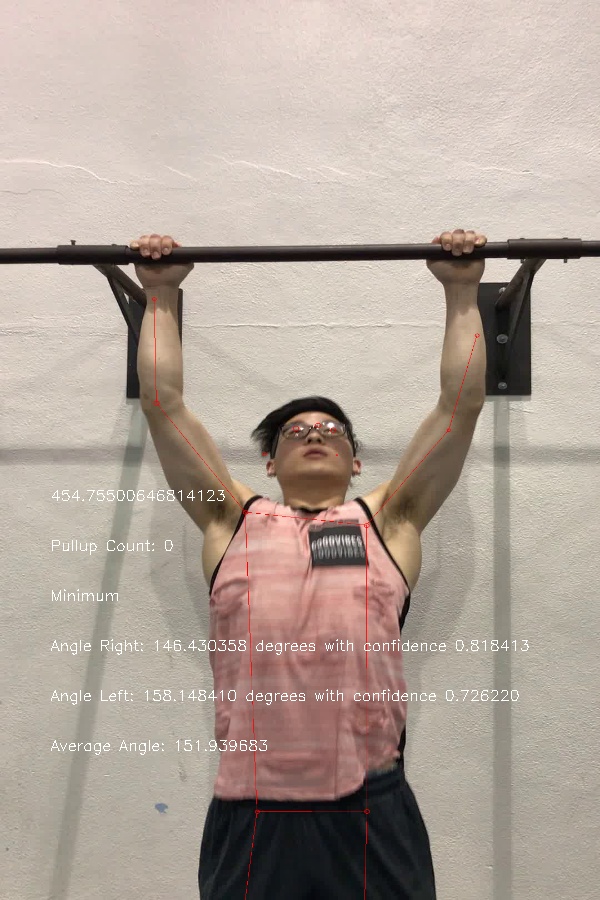 454.75500646814123
Pullup Count: 0
Minimum
Angle Right: 146.430358 degrees with confidence 0.818413
Angle Left: 158.148410 degrees with confidence 0.726220
Average Angle: 151.939683